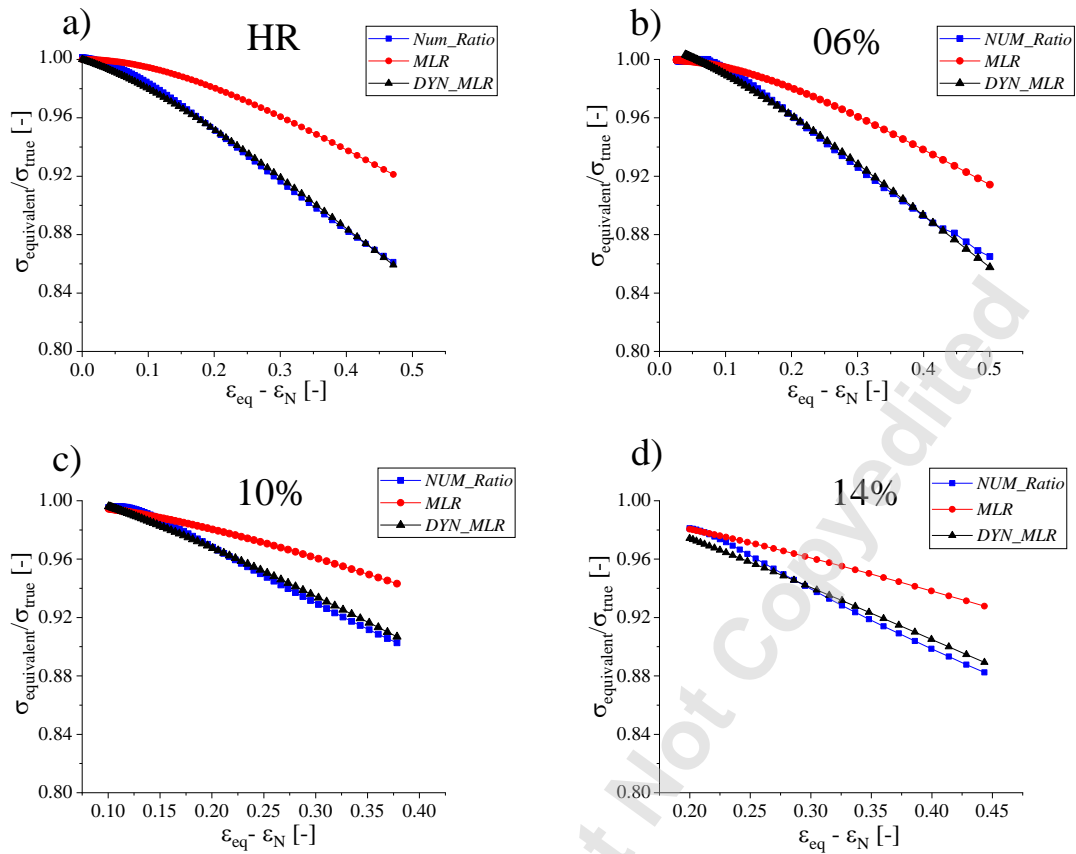 a)
HR
Num_Ratio
MLR
DYN_MLR
1.00
0.96
0.92
0.88
0.84
0.80
σequivalent/σtrue [-]
0.0 0.1 0.2 0.3 0.4 0.5
εeq - εN [-]
b)
06%
NUM_Ratio
MLR
DYN_MLR
1.00
0.96
0.92
0.88
0.84
0.80
σequivalent/σtrue [-]
0.0 0.1 0.2 0.3 0.4 0.5
εeq - εN [-]
c)
10%
NUM_Ratio
MLR
DYN_MLR
1.00
0.96
0.92
0.88
0.84
0.80
σequivalent/σtrue [-]
0.10 0.15 0.20 0.25 0.30 0.35 0.40
εeq - εN [-]
d)
14%
NUM_Ratio
MLR
DYN_MLR
1.00
0.96
0.92
0.88
0.84
0.80
σequivalent/σtrue [-]
0.20 0.25 0.30 0.35 0.40 0.45
εeq - εN [-]
t Not Copyedited